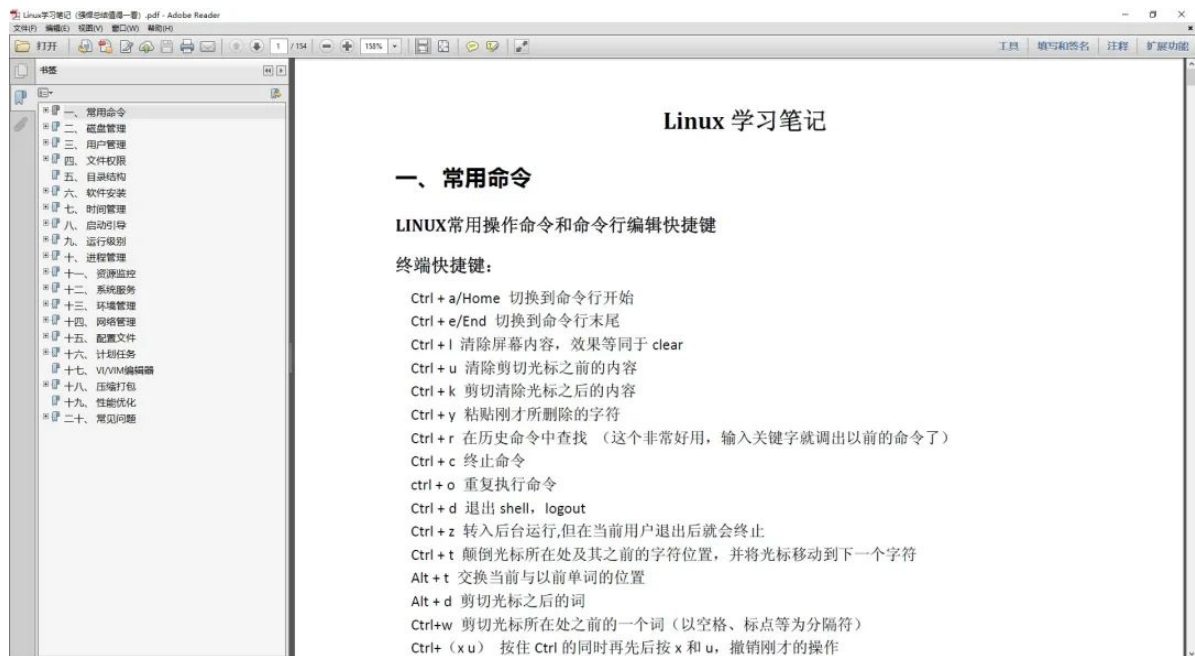 Linux学习笔记（强悍总结值得一看）.pdf - Adobe Reader
文件(F) 编辑(E) 视图(V) 窗口(W) 帮助(H)
打开 1 / 154 158% 工具 填写和签名 注释 扩展功能
书签
一、 常用命令
二、 磁盘管理
三、 用户管理
四、 文件权限
五、 目录结构
六、 软件安装
七、 时间管理
八、 启动引导
九、 运行级别
十、 进程管理
十一、 资源监控
十二、 系统服务
十三、 环境管理
十四、 网络管理
十五、 配置文件
十六、 计划任务
十七、 VI/VIM编辑器
十八、 压缩打包
十九、 性能优化
二十、 常见问题
Linux 学习笔记
一、 常用命令
LINUX常用操作命令和命令行编辑快捷键
终端快捷键：
Ctrl + a/Home 切换到命令行开始
Ctrl + e/End 切换到命令行末尾
Ctrl + l 清除屏幕内容，效果等同于 clear
Ctrl + u 清除剪切光标之前的内容
Ctrl + k 剪切清除光标之后的内容
Ctrl + y 粘贴刚才所删除的字符
Ctrl + r 在历史命令中查找 （这个非常好用，输入关键字就调出以前的命令了）
Ctrl + c 终止命令
ctrl + o 重复执行命令
Ctrl + d 退出 shell，logout
Ctrl + z 转入后台运行,但在当前用户退出后就会终止
Ctrl + t 颠倒光标所在处及其之前的字符位置，并将光标移动到下一个字符
Alt + t 交换当前与以前单词的位置
Alt + d 剪切光标之后的词
Ctrl+w 剪切光标所在处之前的一个词（以空格、标点等为分隔符）
Ctrl+（x u） 按住 Ctrl 的同时再先后按 x 和 u，撤销刚才的操作